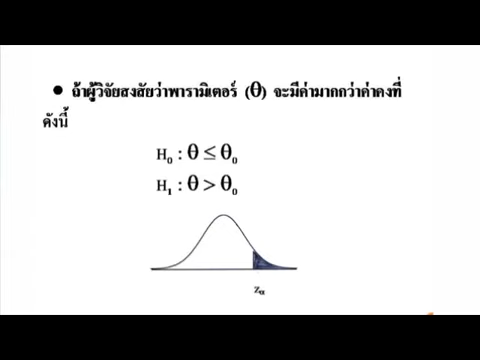 ● ถ้าผู้วิจัยสงสัยว่าพารามิเตอร์ (θ) จะมีค่ามากกว่าค่าคงที่
ดังนี้
H₀ : θ ≤ θ₀
H₁ : θ > θ₀
zα